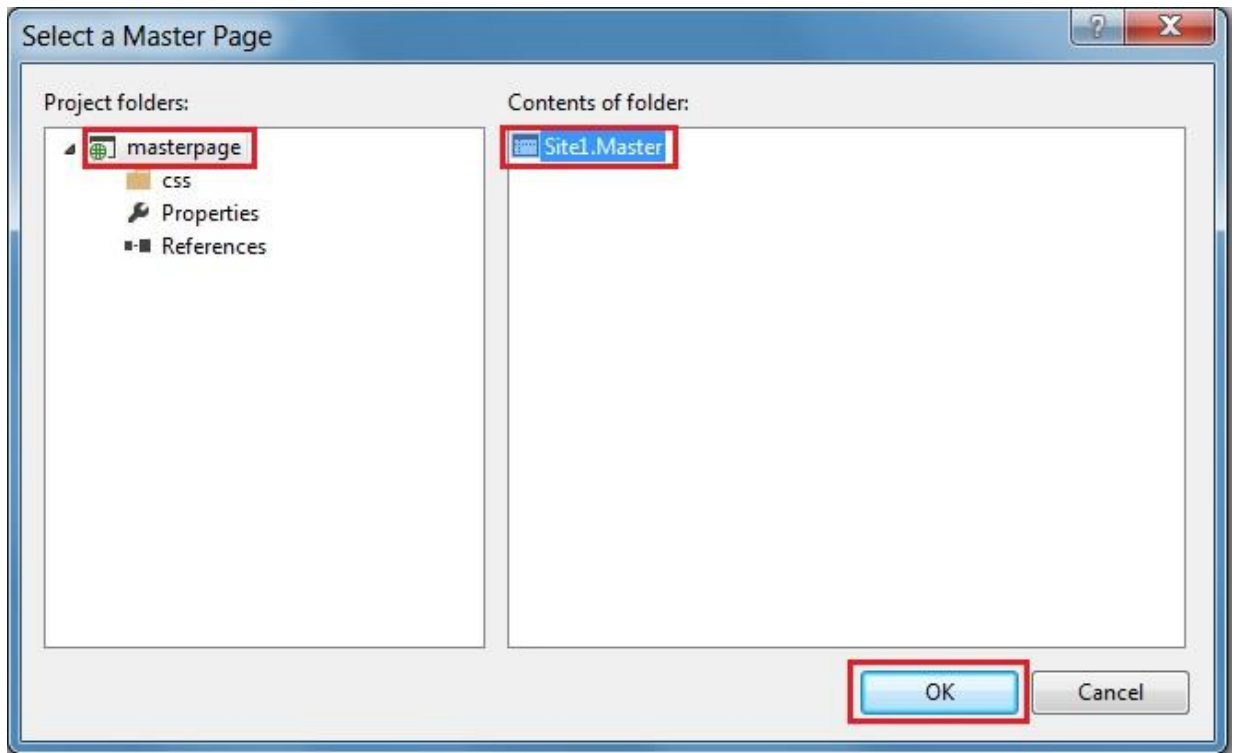 Select a Master Page
Project folders:
Contents of folder:
masterpage
css
Properties
References
Site1.Master
OK
Cancel